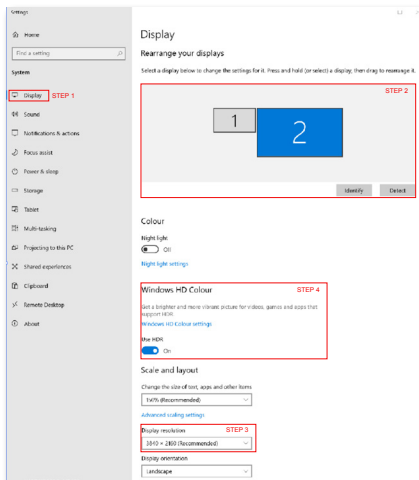 Settings
Home
Find a setting
System
Display STEP 1
Sound
Notifications & actions
Focus assist
Power & sleep
Storage
Tablet
Multi-tasking
Projecting to this PC
Shared experiences
Clipboard
Remote Desktop
About
Display
Rearrange your displays
Select a display below to change the settings for it. Press and hold (or select) a display, then drag to rearrange it.
STEP 2
1
2
Identify Detect
Colour
Night light
Off
Night light settings
Windows HD Colour STEP 4
Get a brighter and more vibrant picture for videos, games and apps that
support HDR.
Windows HD Colour settings
Use HDR
On
Scale and layout
Change the size of text, apps and other items
150% (Recommended)
Advanced scaling settings
Display resolution STEP 3
3840 × 2160 (Recommended)
Display orientation
Landscape